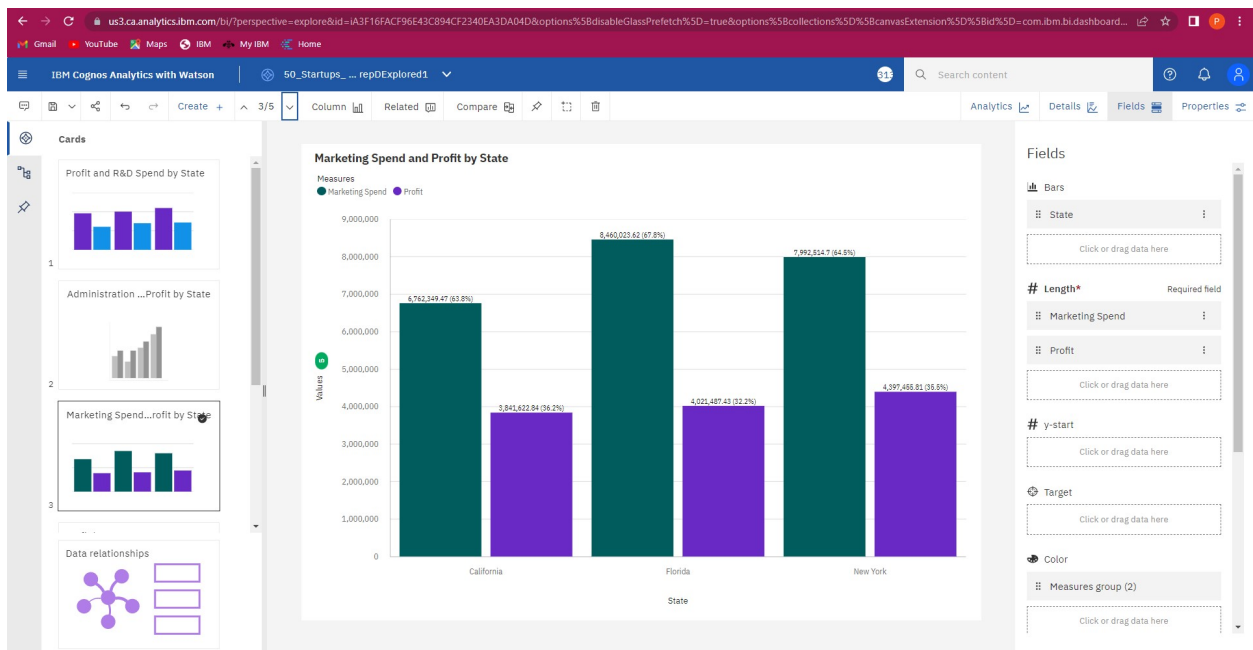 us3.ca.analytics.ibm.com/bi/?perspective=explore&id=iA3F16FACF96E43C894CF2340EA3DA04D&options%5BdisableGlassPrefetch%5D=true&options%5Bcollections%5D%5BcanvasExtension%5D%5Bid%5D=com.ibm.bi.dashboard... P
Gmail YouTube Maps IBM My IBM Home
IBM Cognos Analytics with Watson 50_Startups_ ... repDExplored1 Search content
Create + 3/5 Column Related Compare Analytics Details Fields Properties
Cards
Profit and R&D Spend by State
1
Administration ...Profit by State
2
Marketing Spend...rofit by State
3
Data relationships
Marketing Spend and Profit by State
Measures
Marketing Spend Profit
9,000,000
8,000,000
7,000,000
6,000,000
5,000,000
4,000,000
3,000,000
2,000,000
1,000,000
0
Values
6,762,349.47 (63.8%)
3,841,622.84 (36.2%)
8,460,023.62 (67.8%)
4,021,487.43 (32.2%)
7,992,514.7 (64.5%)
4,397,455.81 (35.5%)
California Florida New York
State
Fields
Bars
State
Click or drag data here
# Length* Required field
Marketing Spend
Profit
Click or drag data here
# y-start
Click or drag data here
Target
Click or drag data here
Color
Measures group (2)
Click or drag data here